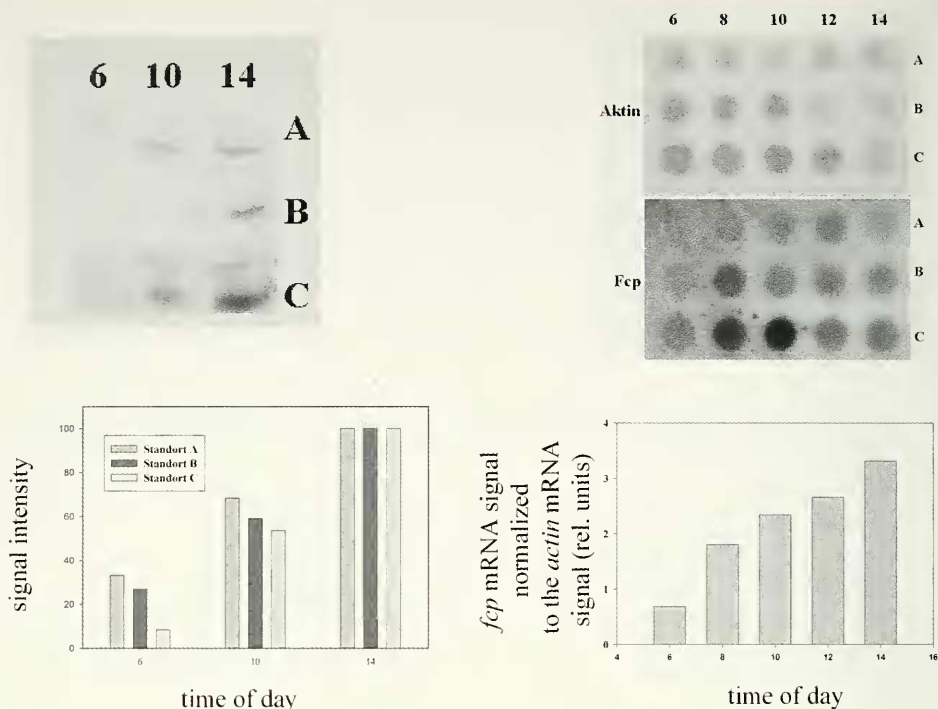 6 10 14
A
B
C
6 8 10 12 14
Aktin
A
B
C
Fcp
A
B
C
signal intensity
100
80
60
40
20
0
Standort A
Standort B
Standort C
6 10 14
time of day
fcp mRNA signal
normalized
to the actin mRNA
signal (rel. units)
4
3
2
1
0
4 6 8 10 12 14 16
time of day